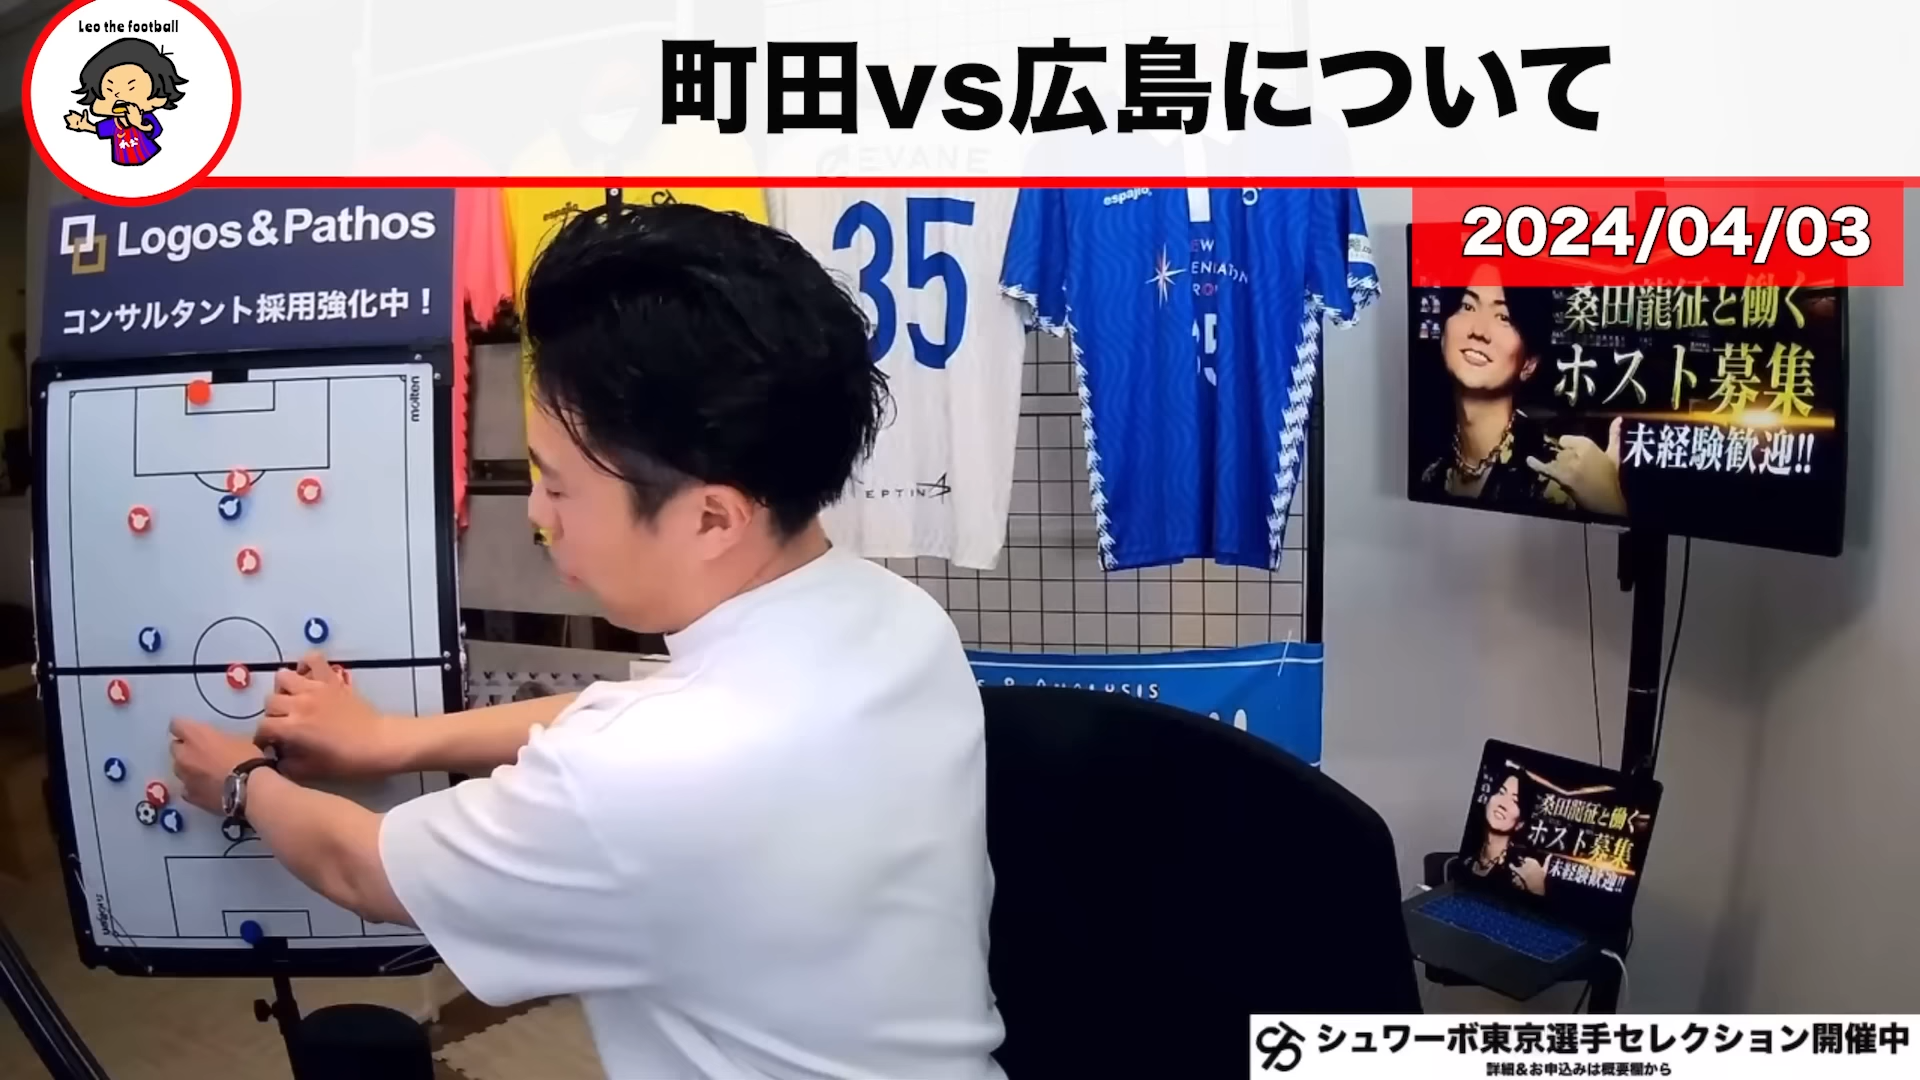 Leo the football
町田vs広島について
2024/04/03
Logos&Pathos
コンサルタント採用強化中！
molten
EVANE
35
EPTIN
espajio
桑田龍征と働く
ホスト募集
未経験歓迎!!
桑田龍征と働く
ホスト募集
未経験歓迎!!
シュワーボ東京選手セレクション開催中
詳細&お申込みは概要欄から